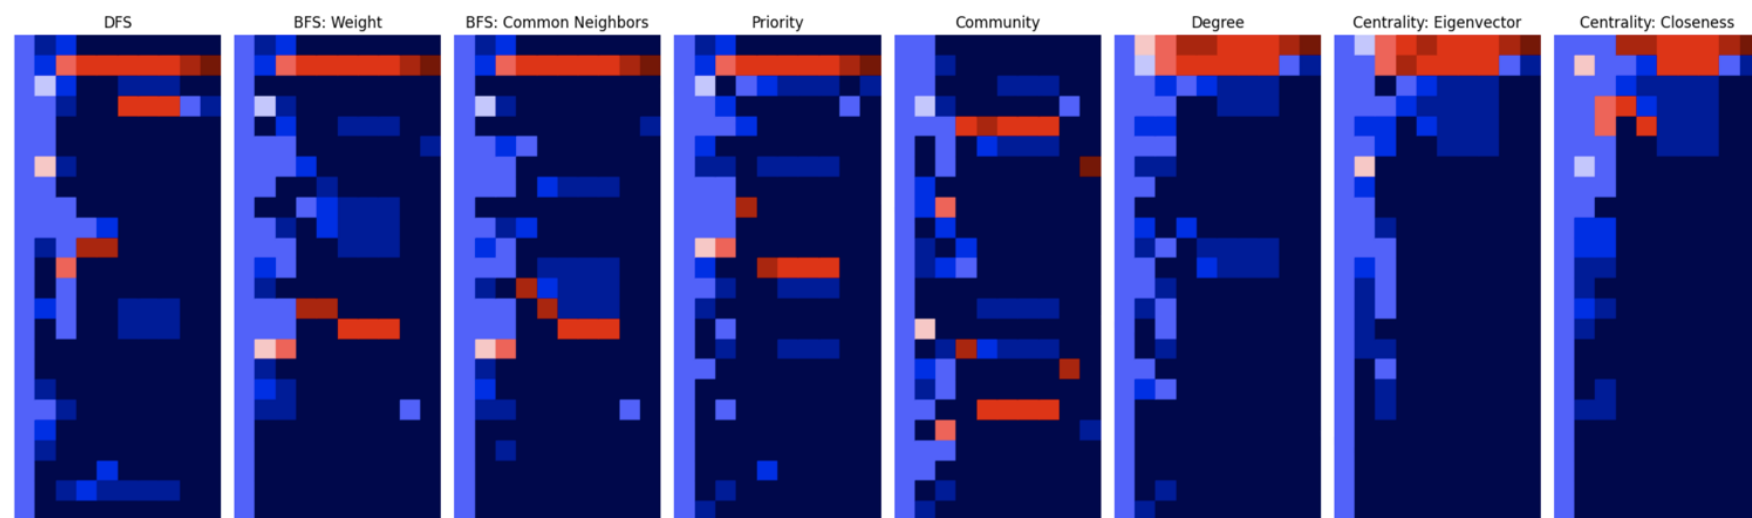 DFS
BFS: Weight
BFS: Common Neighbors
Priority
Community
Degree
Centrality: Eigenvector
Centrality: Closeness